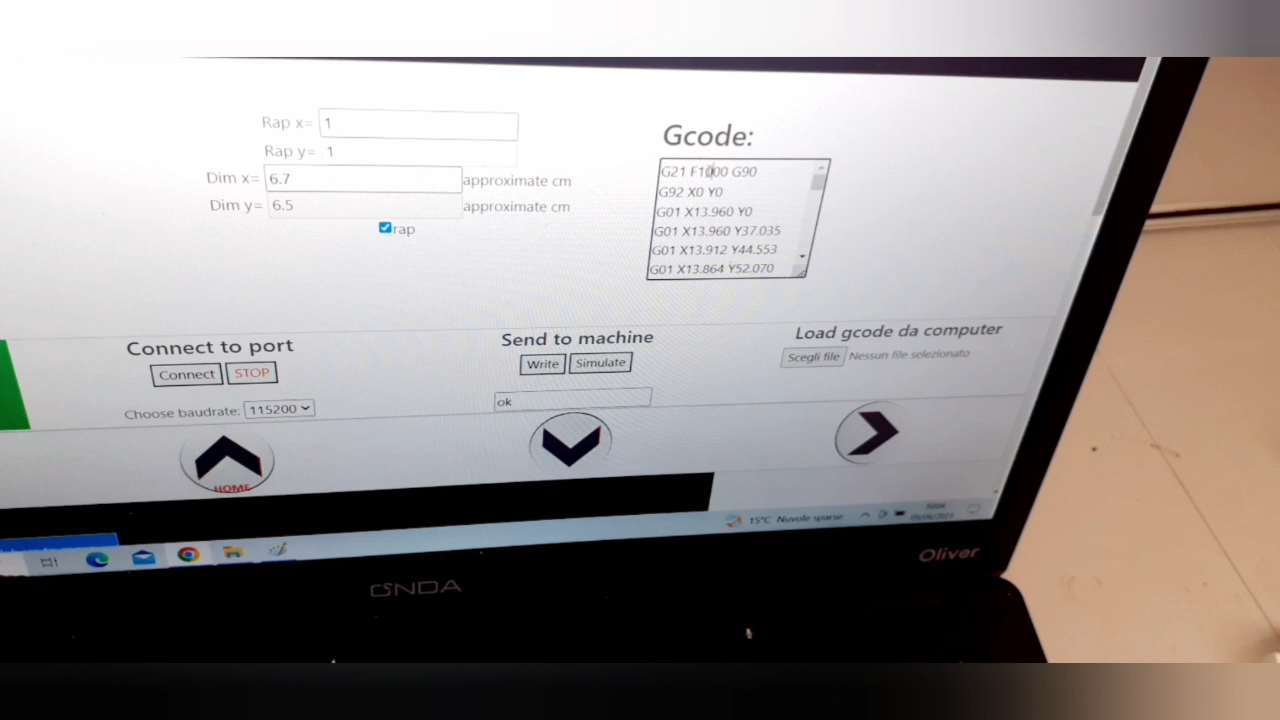 Rap x= 1
Rap y= 1
Dim x= 6.7 approximate cm
Dim y= 6.5 approximate cm
rap
Gcode:
G21 F1000 G90
G92 X0 Y0
G01 X13.960 Y0
G01 X13.960 Y37.035
G01 X13.912 Y44.553
G01 X13.864 Y52.070
Connect to port
Connect STOP
Choose baudrate: 115200
Send to machine
Write Simulate
ok
Load gcode da computer
Scegli file Nessun file selezionato
HOME
15°C Nuvole sparse
ONDA
Oliver